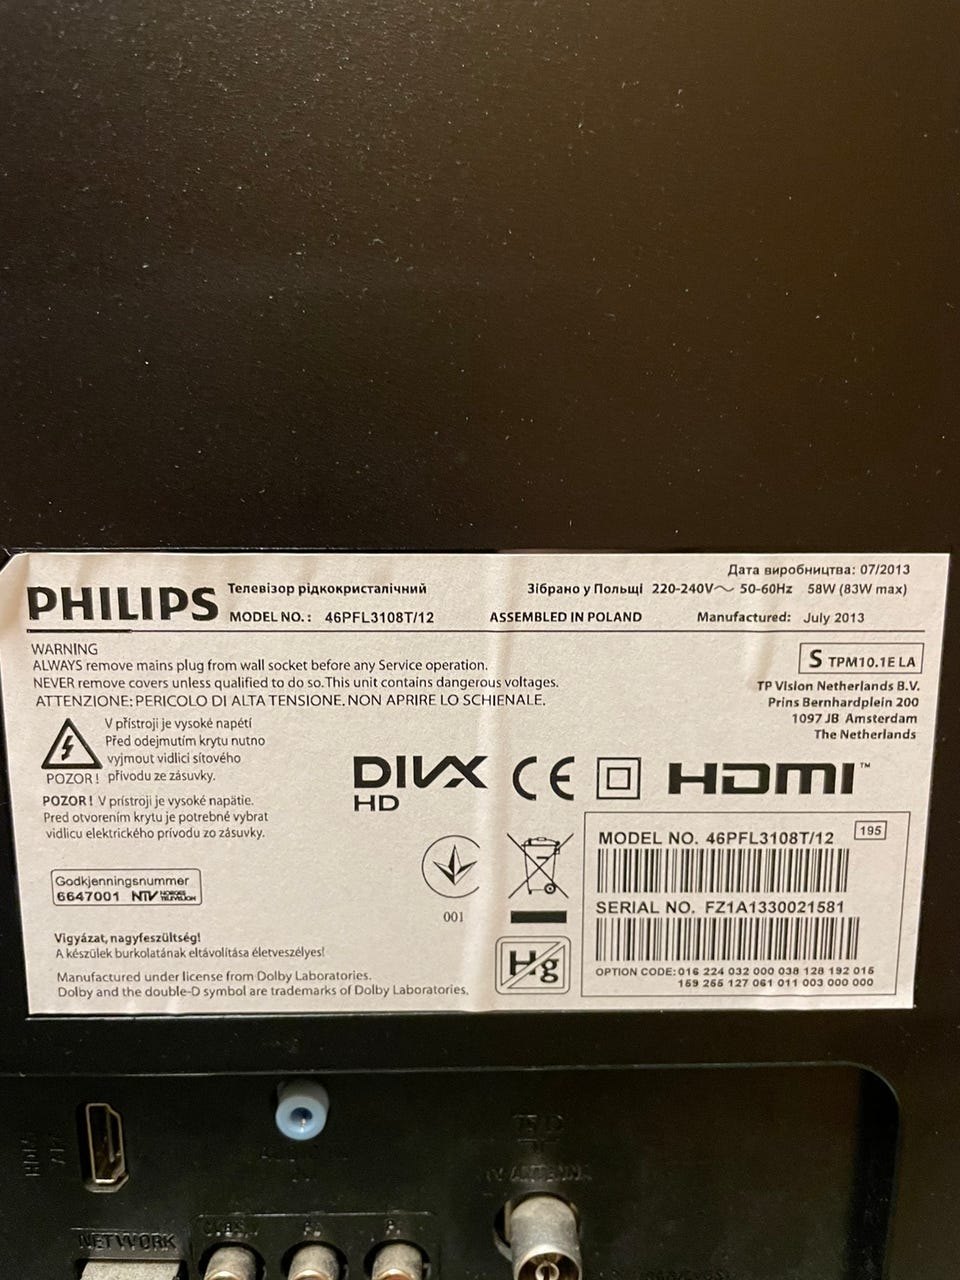 Дата виробництва: 07/2013
PHILIPS Телевізор рідкокристалічний Зібрано у Польщі 220-240V~ 50-60Hz 58W (83W max)
MODEL NO.: 46PFL3108T/12 ASSEMBLED IN POLAND Manufactured: July 2013
WARNING
ALWAYS remove mains plug from wall socket before any Service operation.
NEVER remove covers unless qualified to do so. This unit contains dangerous voltages.
ATTENZIONE: PERICOLO DI ALTA TENSIONE. NON APRIRE LO SCHIENALE.
S TPM10.1E LA
TP Vision Netherlands B.V.
Prins Bernhardplein 200
1097 JB Amsterdam
The Netherlands
V přístroji je vysoké napětí
Před odejmutím krytu nutno
vyjmout vidlici síťového
POZOR! přívodu ze zásuvky.
POZOR! V prístroji je vysoké napätie.
Pred otvorením krytu je potrebné vybrat
vidlicu elektrického prívodu zo zásuvky.
DIVX
HD
CE
HDMI™
001
Hg
Godkjenningsnummer
6647001 NTV NORGES TELEVISJON
Vigyázat, nagyfeszültség!
A készülek burkolatának eltávolítása életveszélyes!
Manufactured under license from Dolby Laboratories.
Dolby and the double-D symbol are trademarks of Dolby Laboratories.
MODEL NO. 46PFL3108T/12 195
SERIAL NO. FZ1A1330021581
OPTION CODE: 016 224 032 000 038 128 192 015
159 255 127 061 011 003 000 000
TV ANTENNA
NETWORK